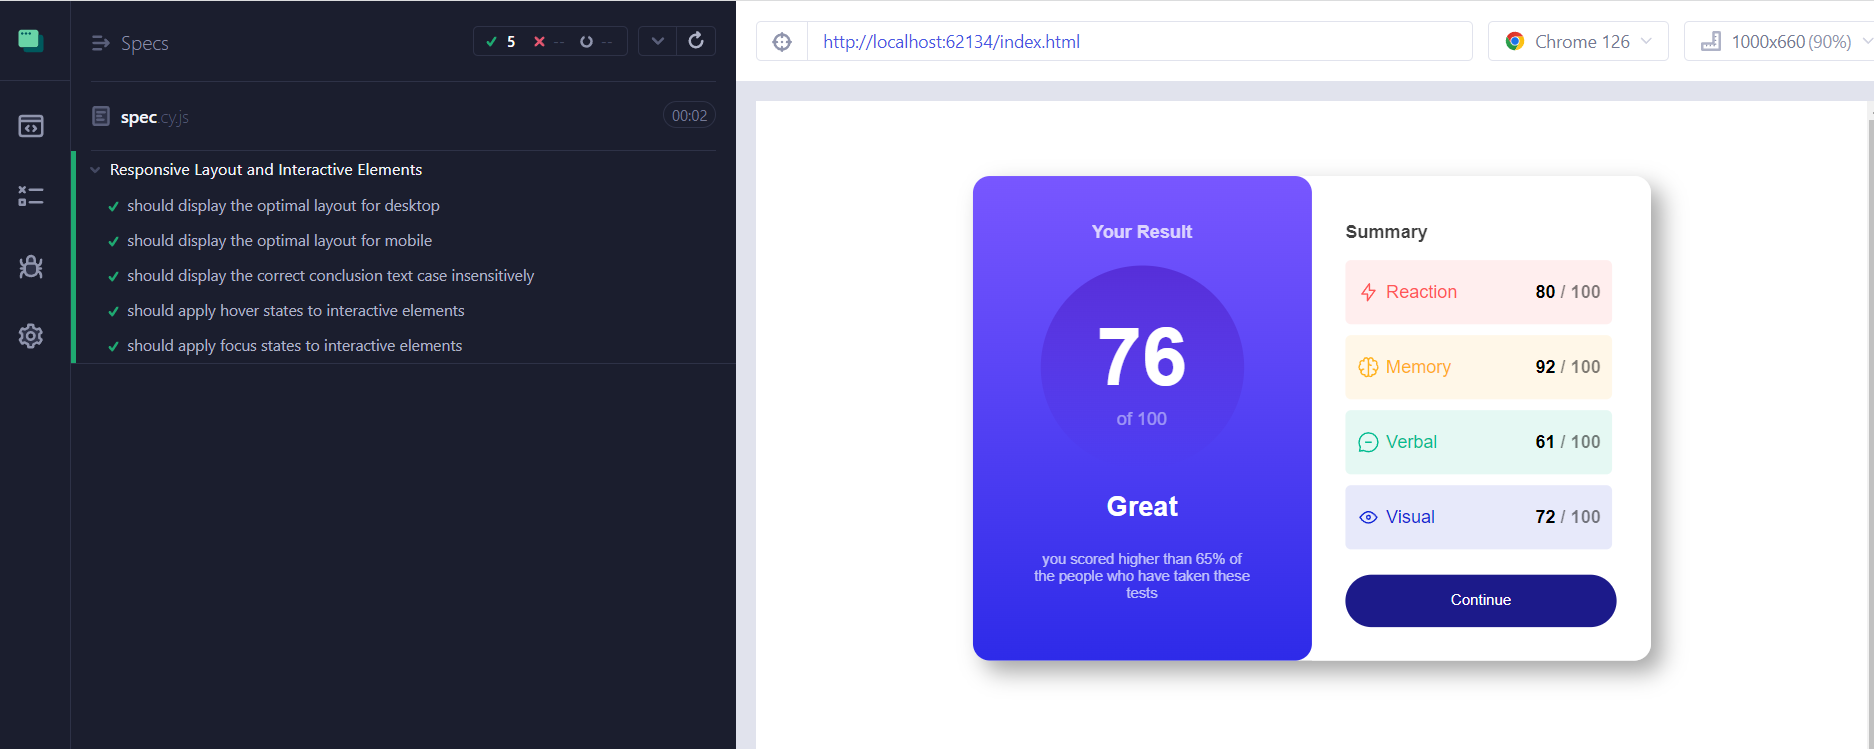 Specs
5 -- --
spec.cy.js
00:02
Responsive Layout and Interactive Elements
should display the optimal layout for desktop
should display the optimal layout for mobile
should display the correct conclusion text case insensitively
should apply hover states to interactive elements
should apply focus states to interactive elements
http://localhost:62134/index.html
Chrome 126
1000x660 (90%)
Your Result
76
of 100
Great
you scored higher than 65% of
the people who have taken these
tests
Summary
Reaction 80 / 100
Memory 92 / 100
Verbal 61 / 100
Visual 72 / 100
Continue